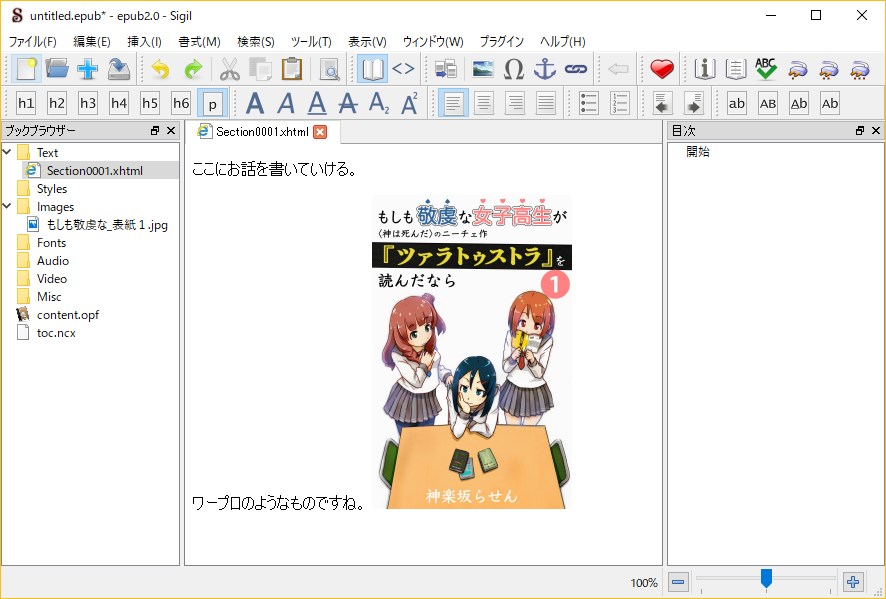 untitled.epub* - epub2.0 - Sigil
ファイル(F) 編集(E) 挿入(I) 書式(M) 検索(S) ツール(T) 表示(V) ウィンドウ(W) プラグイン ヘルプ(H)
ABC
h1 h2 h3 h4 h5 h6 p A A A A A2 A2 ab AB Ab Ab
ブックブラウザー
Section0001.xhtml
目次
Text
Section0001.xhtml
Styles
Images
もしも敬虔な_表紙１.jpg
Fonts
Audio
Video
Misc
content.opf
toc.ncx
ここにお話を書いていける。
もしも敬虔な女子高生が
(神は死んだ)のニーチェ作
『ツァラトゥストラ』を
読んだなら
1
神楽坂らせん
ワープロのようなものですね。
開始
100%